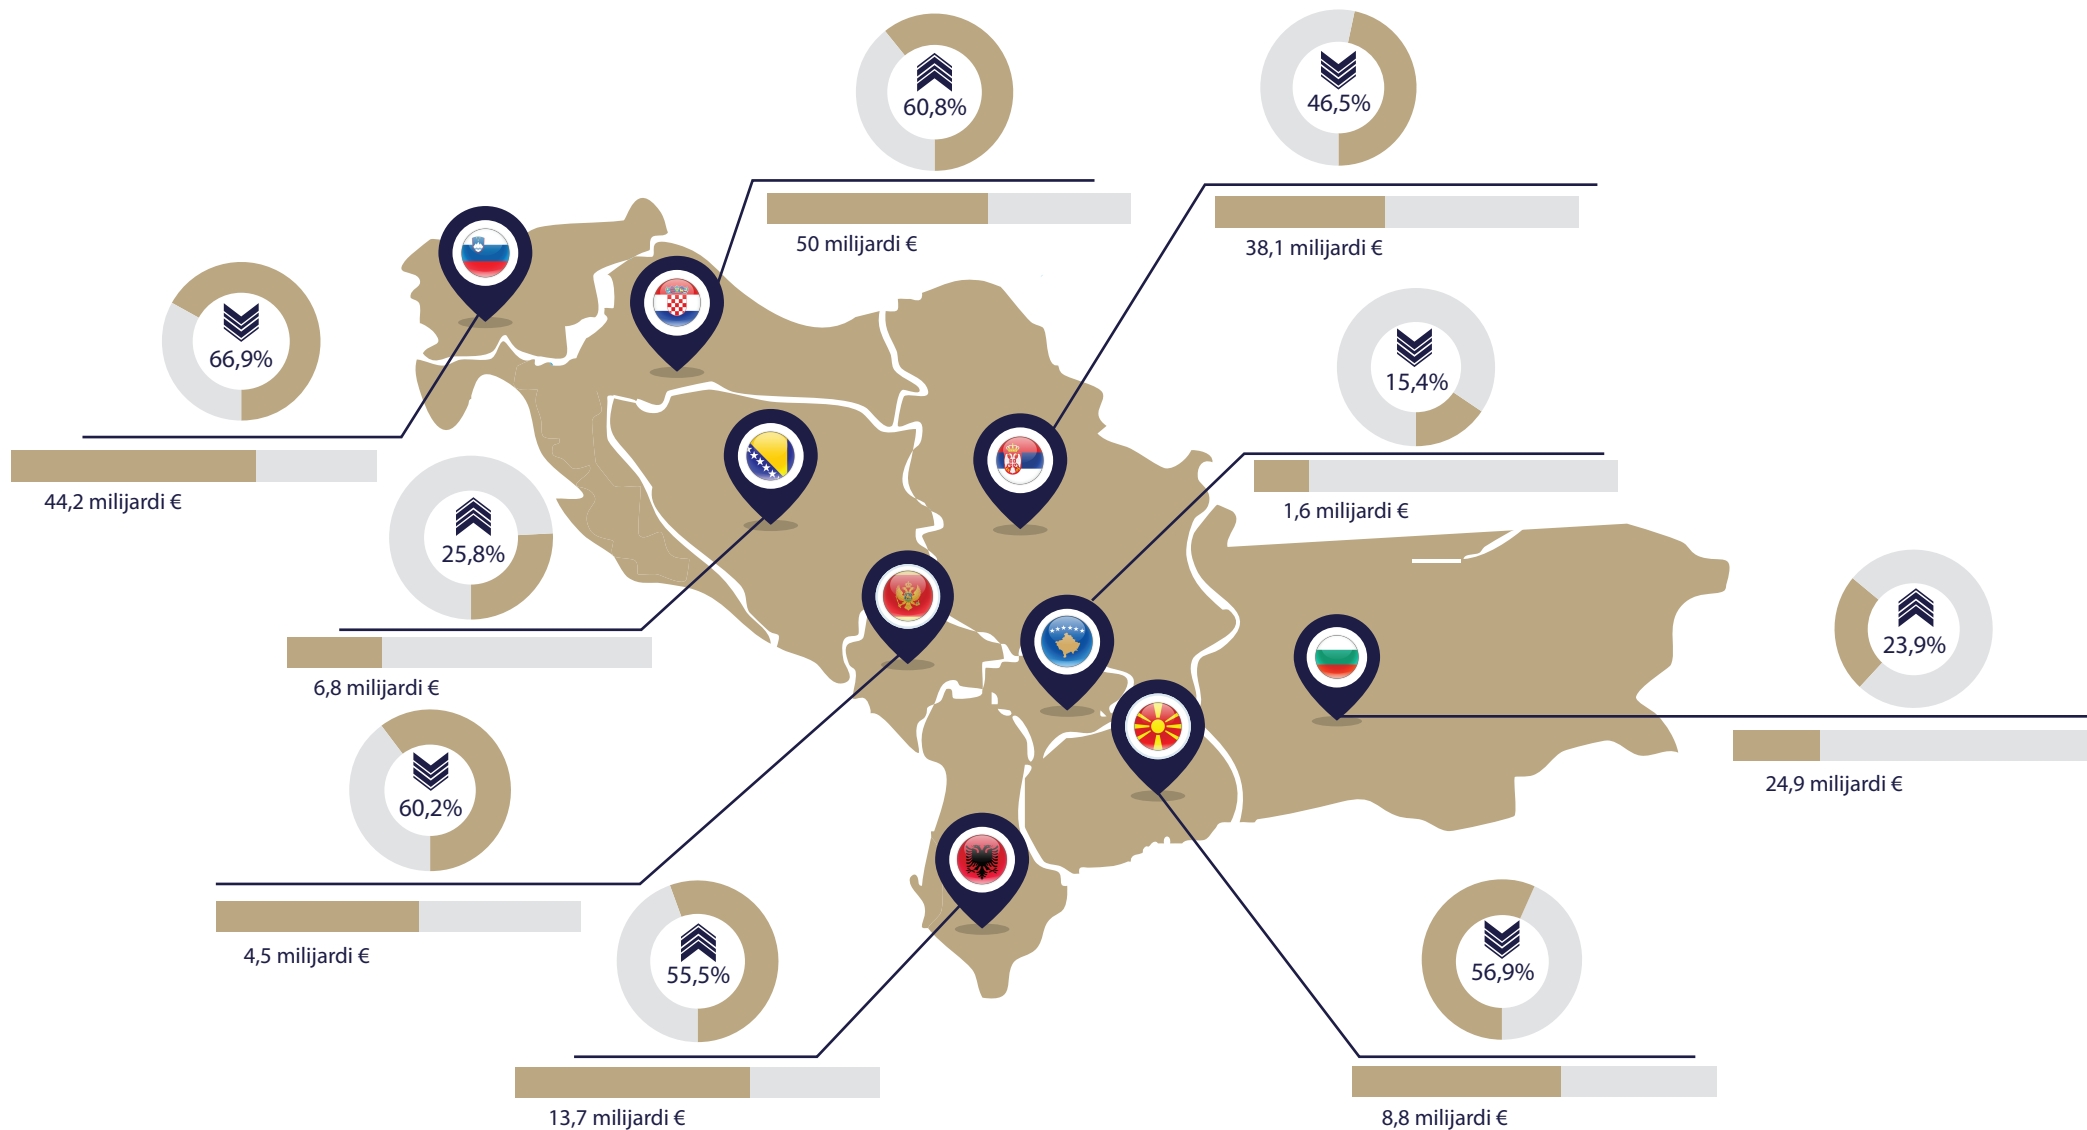 60,8%
50 milijardi €
46,5%
38,1 milijardi €
66,9%
44,2 milijardi €
15,4%
1,6 milijardi €
25,8%
6,8 milijardi €
23,9%
24,9 milijardi €
60,2%
4,5 milijardi €
55,5%
13,7 milijardi €
56,9%
8,8 milijardi €